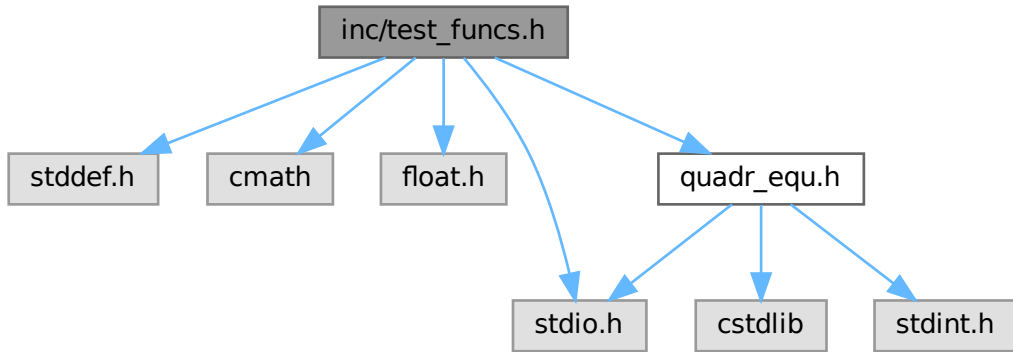 inc/test_funcs.h
stddef.h
cmath
float.h
quadr_equ.h
stdio.h
cstdlib
stdint.h